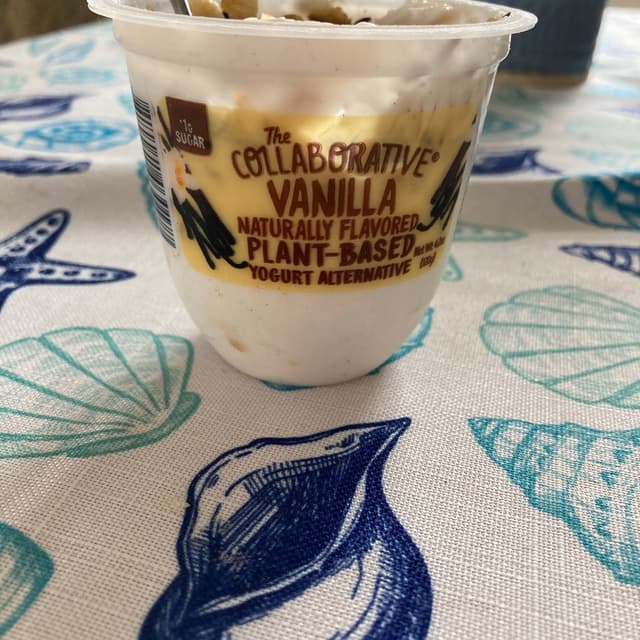 1g
SUGAR
The
COLLABORATIVE®
VANILLA
NATURALLY FLAVORED
PLANT-BASED
YOGURT ALTERNATIVE